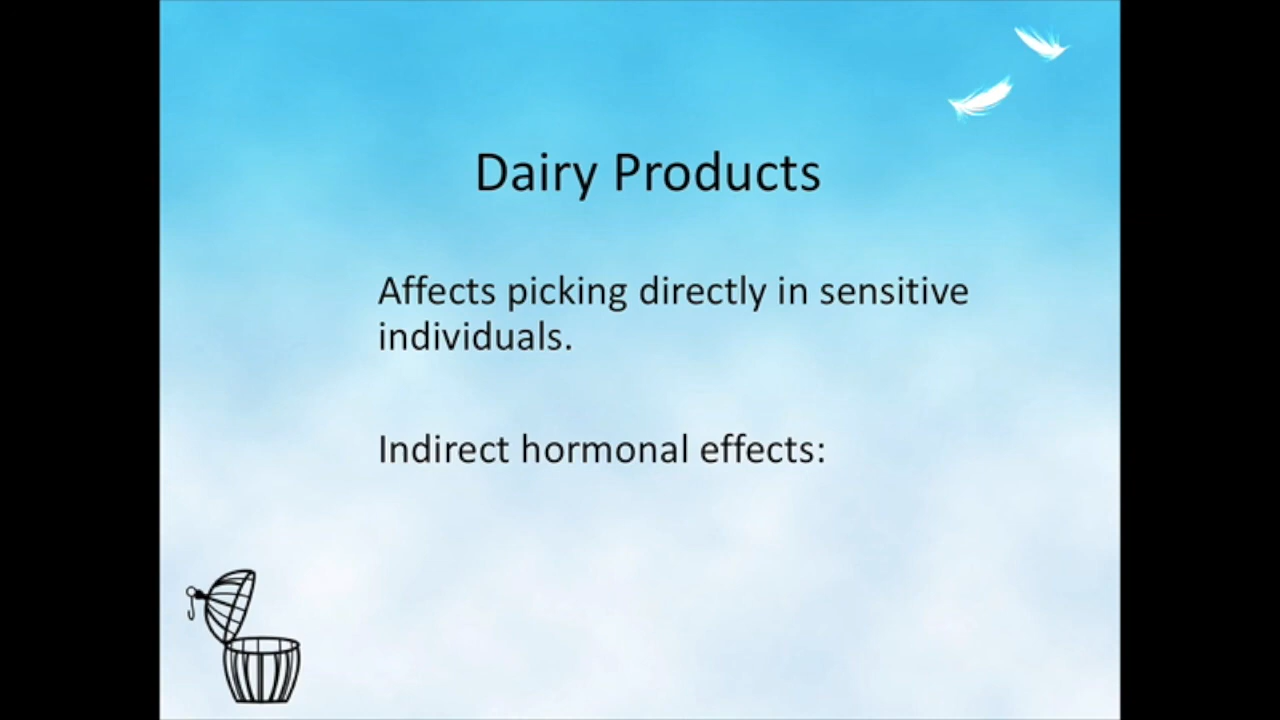 Dairy Products
Affects picking directly in sensitive
individuals.
Indirect hormonal effects: